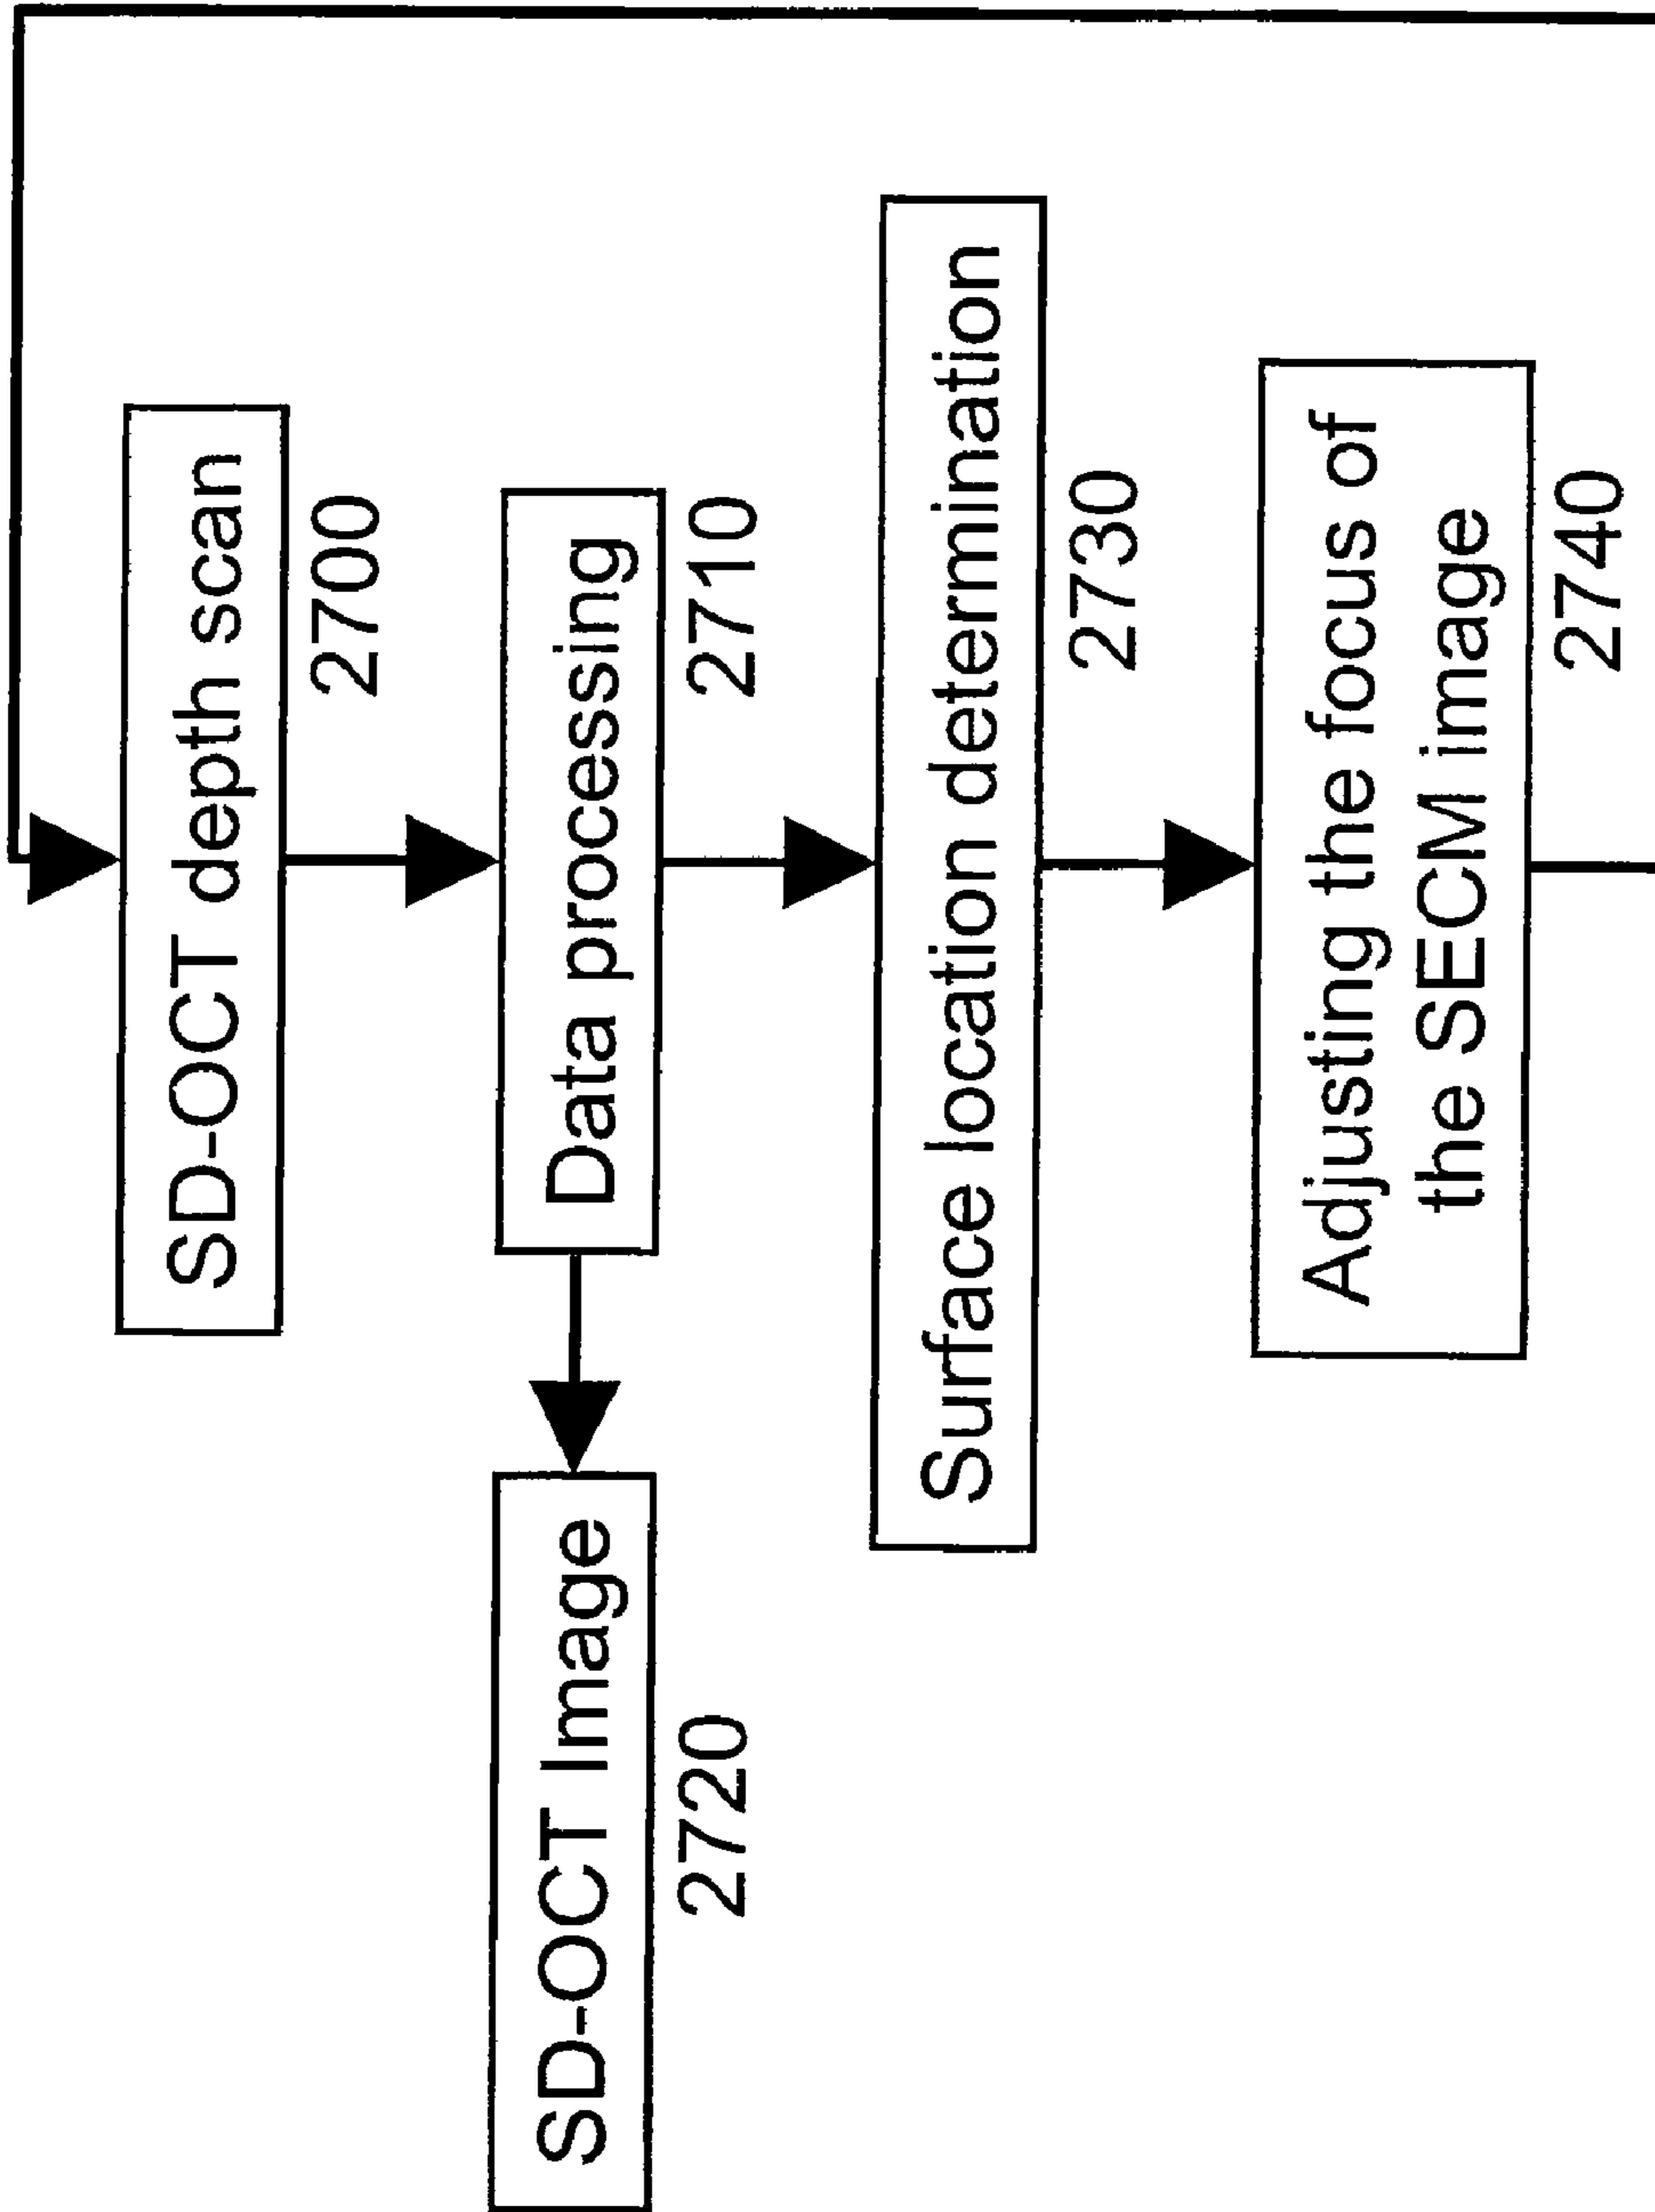 SD-OCT depth scan
2700
Data processing
2710
SD-OCT Image
2720
Surface location determination
2730
Adjusting the focus of
the SECM image
2740